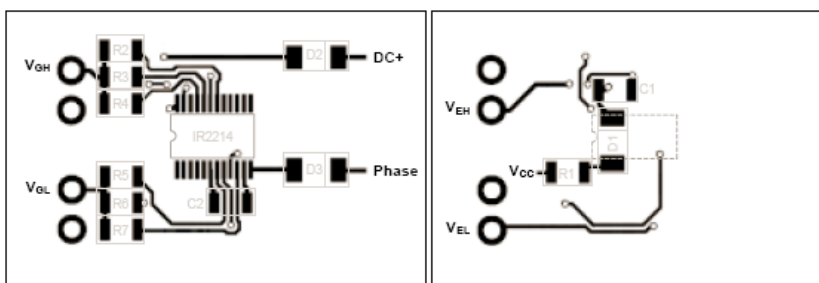 R2
D2
DC+
VGH
R3
R4
IR2214
D3
Phase
R5
VGL
R6
C2
R7
C1
VEH
D1
VCC
R1
VEL